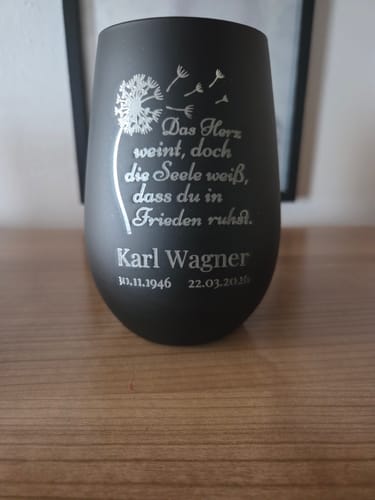 Das Herz
weint, doch
die Seele weiß,
dass du in
Frieden ruhst.
Karl Wagner
30.11.1946